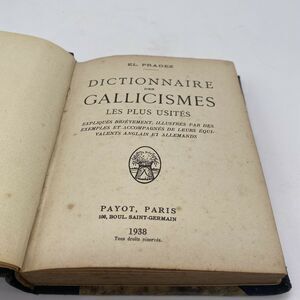 EL PRADEZ
DICTIONNAIRE
DES
GALLICISMES
LES PLUS USITÉS
EXPLIQUÉS BRIÈVEMENT, ILLUSTRÉS PAR DES
EXEMPLES ET ACCOMPAGNÉS DE LEURS ÉQUI-
VALENTS ANGLAIS ET ALLEMANDS
PAYOT, PARIS
106, BOUL. SAINT-GERMAIN
1938
Tous droits réservés.